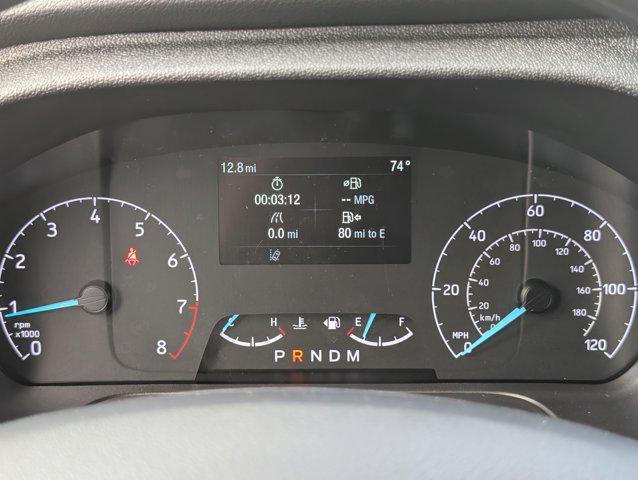 12.8 mi 74°
00:03:12 -- MPG
0.0 mi 80 mi to E
0 1 2 3 4 5 6 7 8
rpm
x1000
C H E F
P R N D M
0 20 40 60 80 100 120
MPH
0 20 40 60 80 100 120 140 160 180
km/h